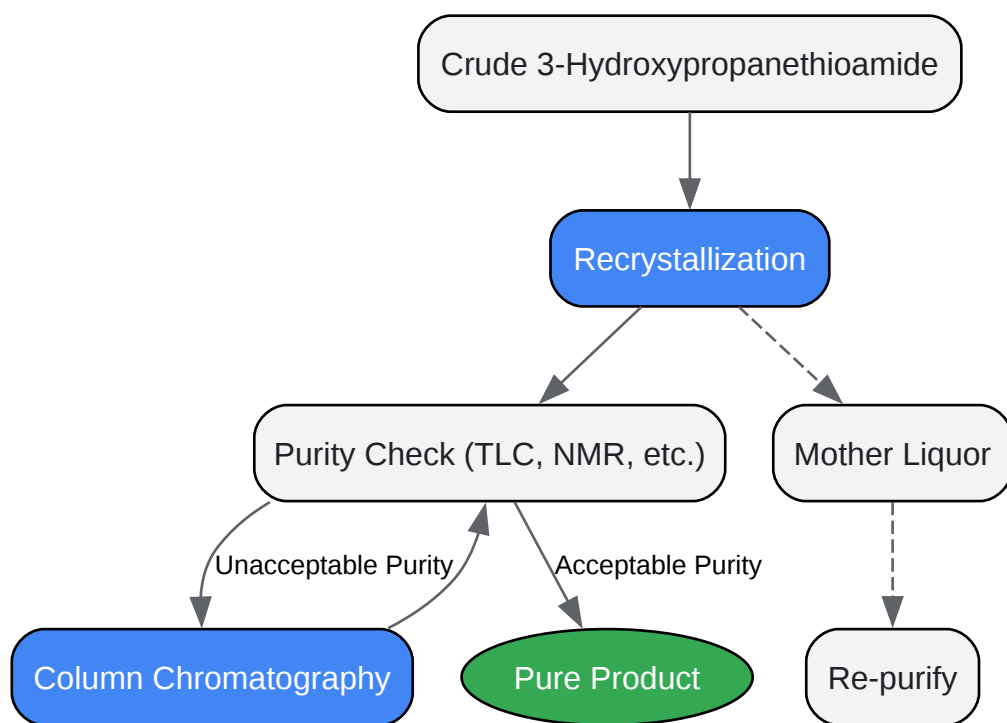 Crude 3-Hydroxypropanethioamide
Recrystallization
Purity Check (TLC, NMR, etc.)
Mother Liquor
Unacceptable Purity
Acceptable Purity
Column Chromatography
Pure Product
Re-purify